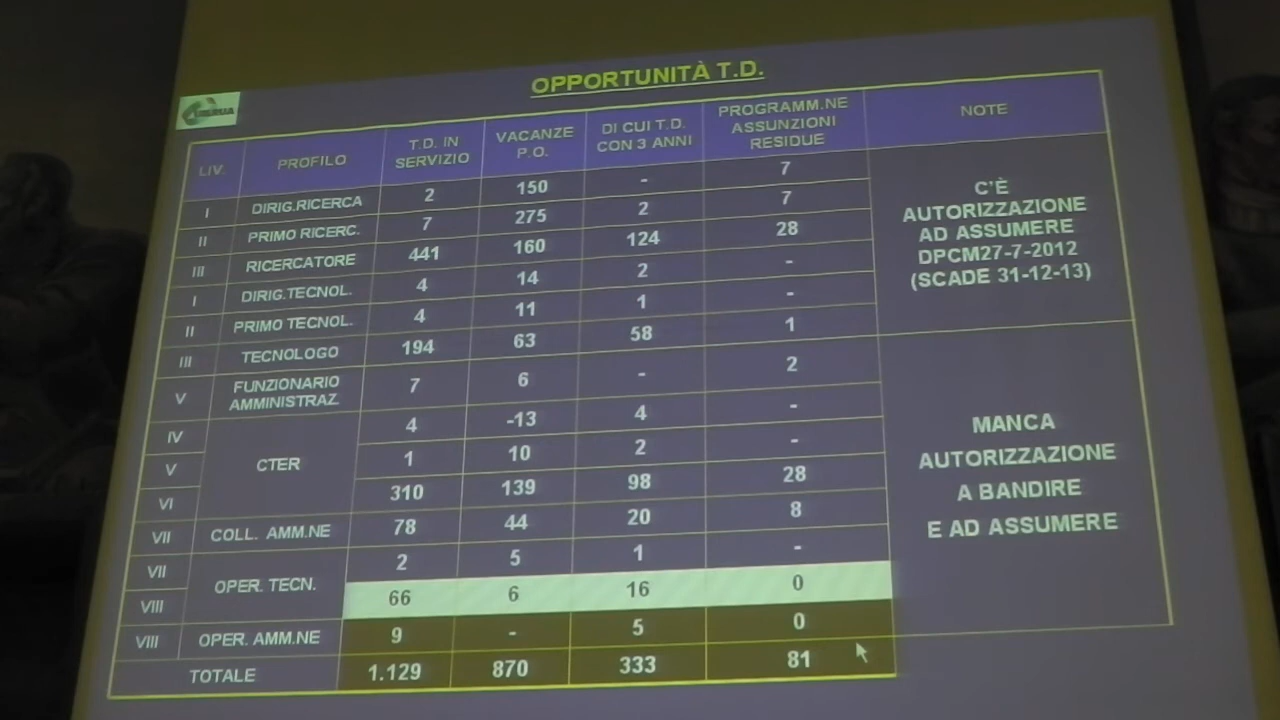 OPPORTUNITÀ T.D.
LIV. PROFILO T.D. IN SERVIZIO VACANZE P.O. DI CUI T.D. CON 3 ANNI PROGRAMM.NE ASSUNZIONI RESIDUE NOTE
I DIRIG.RICERCA 2 150 - 7
II PRIMO RICERC. 7 275 2 7
III RICERCATORE 441 160 124 28
I DIRIG.TECNOL. 4 14 2 -
II PRIMO TECNOL. 4 11 1 -
III TECNOLOGO 194 63 58 1
C'È
AUTORIZZAZIONE
AD ASSUMERE
DPCM27-7-2012
(SCADE 31-12-13)
V FUNZIONARIO AMMINISTRAZ. 7 6 - 2
IV CTER 4 -13 4 -
V 1 10 2 -
VI 310 139 98 28
VII COLL. AMM.NE 78 44 20 8
VII OPER. TECN. 2 5 1 -
VIII 66 6 16 0
VIII OPER. AMM.NE 9 - 5 0
MANCA
AUTORIZZAZIONE
A BANDIRE
E AD ASSUMERE
TOTALE 1.129 870 333 81